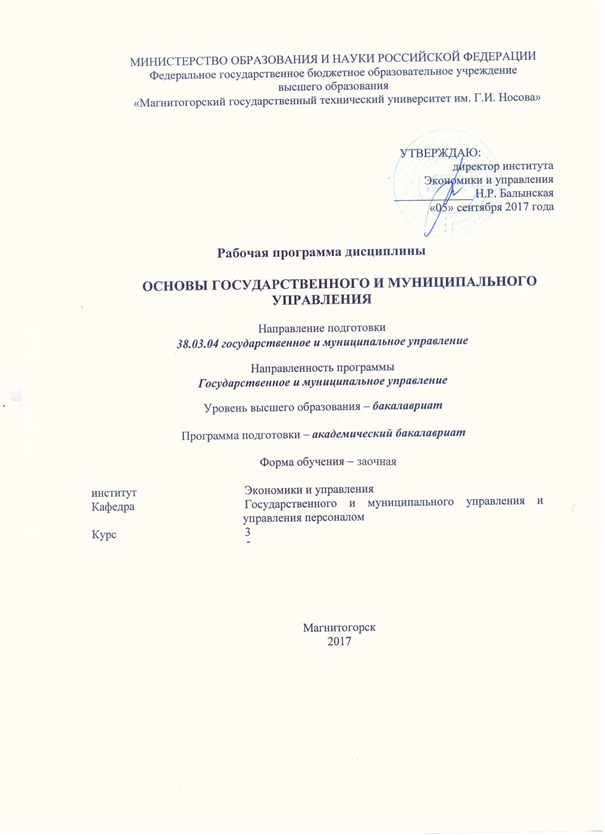 МИНИСТЕРСТВО ОБРАЗОВАНИЯ И НАУКИ РОССИЙСКОЙ ФЕДЕРАЦИИ
Федеральное государственное бюджетное образовательное учреждение
высшего образования
«Магнитогорский государственный технический университет им. Г.И. Носова»
УТВЕРЖДАЮ:
директор института
Экономики и управления
Н.Р. Балынская
«05» сентября 2017 года
Рабочая программа дисциплины
ОСНОВЫ ГОСУДАРСТВЕННОГО И МУНИЦИПАЛЬНОГО
УПРАВЛЕНИЯ
Направление подготовки
38.03.04 государственное и муниципальное управление
Направленность программы
Государственное и муниципальное управление
Уровень высшего образования – бакалавриат
Программа подготовки – академический бакалавриат
Форма обучения – заочная
институт Экономики и управления
Кафедра Государственного и муниципального управления и
управления персоналом
Курс 3
Магнитогорск
2017